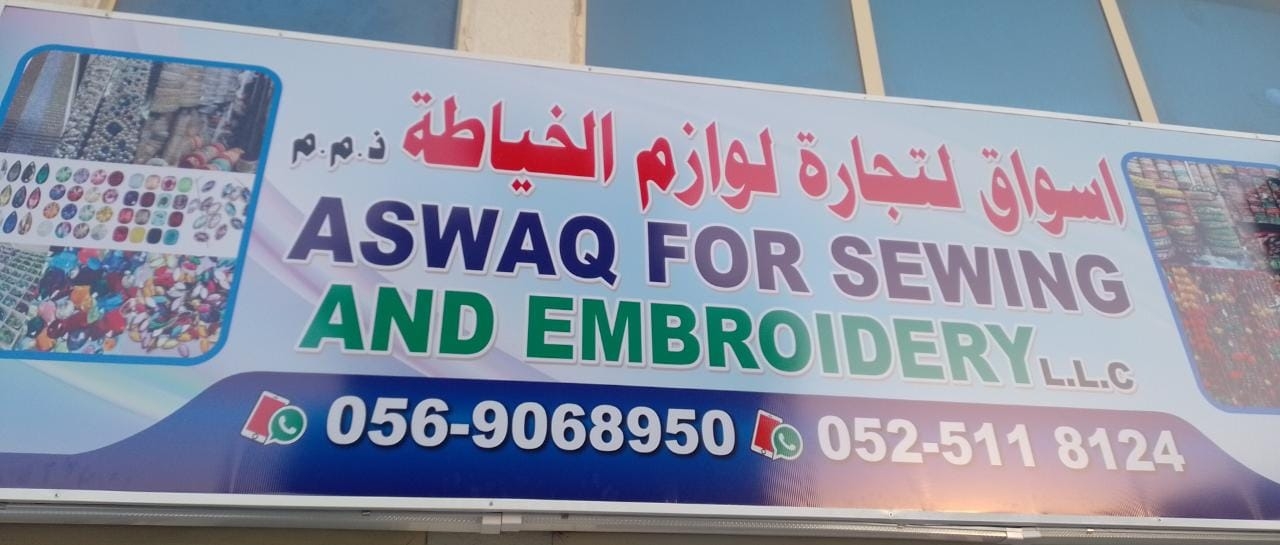 اسواق لتجارة لوازم الخياطة ذ.م.م
ASWAQ FOR SEWING
AND EMBROIDERY L.L.C
056-9068950 052-511 8124